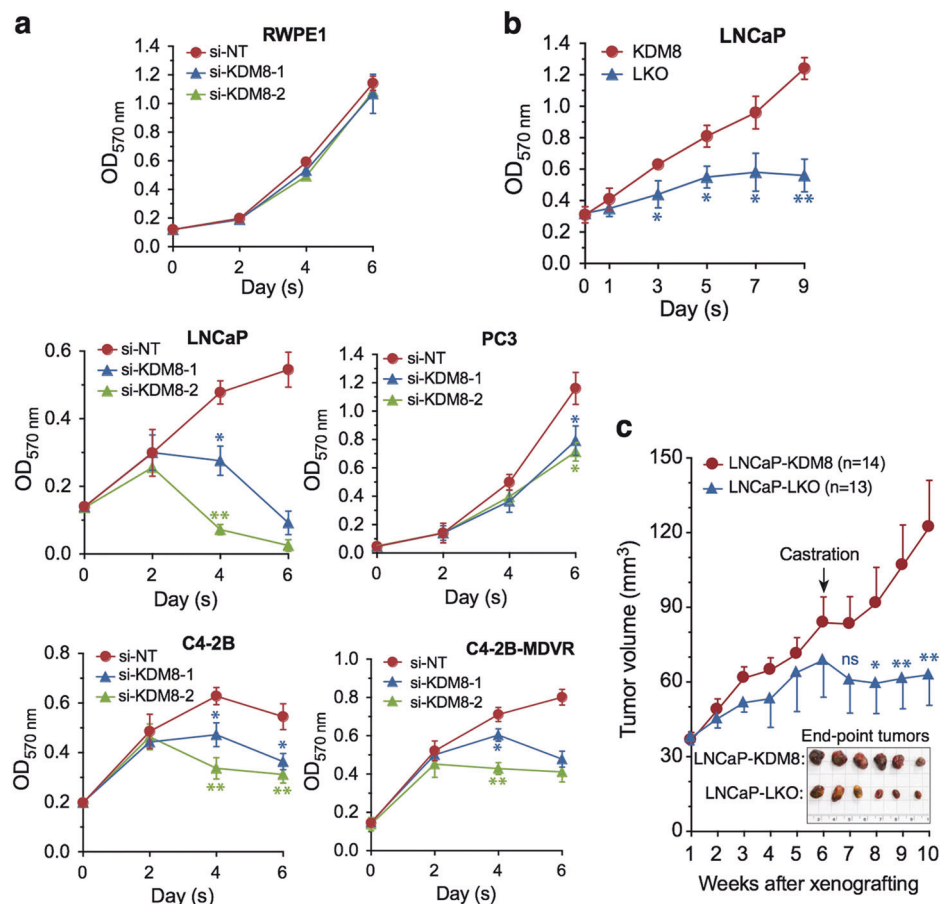 a
RWPE1
si-NT
si-KDM8-1
si-KDM8-2
OD570 nm
1.4
1.2
1.0
0.8
0.6
0.4
0.2
0.0
0 2 4 6
Day (s)
b
LNCaP
KDM8
LKO
OD570 nm
1.4
1.2
1.0
0.8
0.6
0.4
0.2
0.0
* * * **
0 1 3 5 7 9
Day (s)
LNCaP
si-NT
si-KDM8-1
si-KDM8-2
OD570 nm
0.6
0.4
0.2
0.0
*
**
0 2 4 6
Day (s)
PC3
si-NT
si-KDM8-1
si-KDM8-2
OD570 nm
1.4
1.2
1.0
0.8
0.6
0.4
0.2
0.0
*
*
0 2 4 6
Day (s)
C4-2B
si-NT
si-KDM8-1
si-KDM8-2
OD570 nm
0.8
0.6
0.4
0.2
0.0
* *
** **
0 2 4 6
Day (s)
C4-2B-MDVR
si-NT
si-KDM8-1
si-KDM8-2
OD570 nm
1.0
0.8
0.6
0.4
0.2
0.0
*
**
0 2 4 6
Day (s)
c
LNCaP-KDM8 (n=14)
LNCaP-LKO (n=13)
Tumor volume (mm3)
150
120
90
60
30
0
Castration
ns * ** **
End-point tumors
LNCaP-KDM8:
LNCaP-LKO:
1 2 3 4 5 6 7 8 9 10
Weeks after xenografting